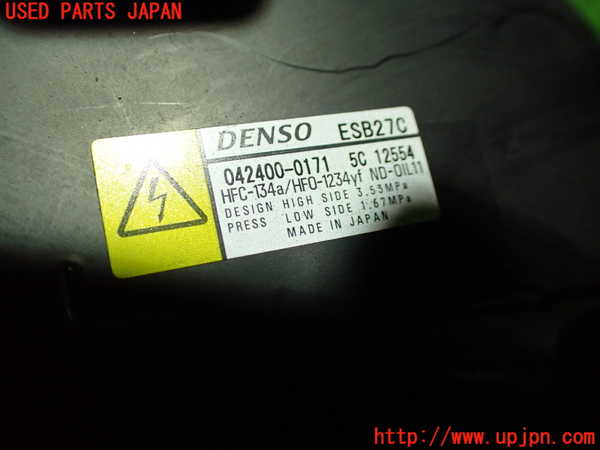 USED PARTS JAPAN
DENSO ESB27C
042400-0171 5C 12554
HFC-134a/HFO-1234yf ND-OIL11
DESIGN HIGH SIDE 3.53MPa
PRESS LOW SIDE 1.67MPa
MADE IN JAPAN
© www.upjpn.com